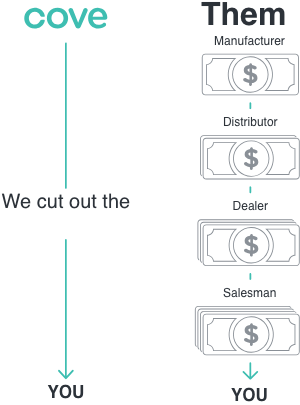 cove
We cut out the
YOU
Them
Manufacturer
$
Distributor
$
Dealer
$
Salesman
$
YOU